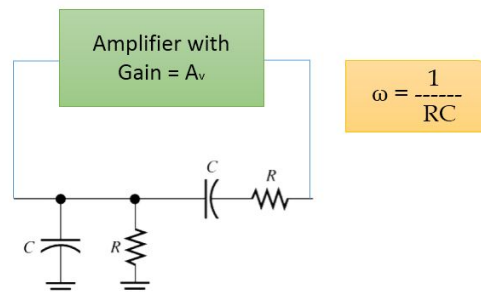 Amplifier with
Gain = Av
ω = 1
------
RC
C
R
C
R